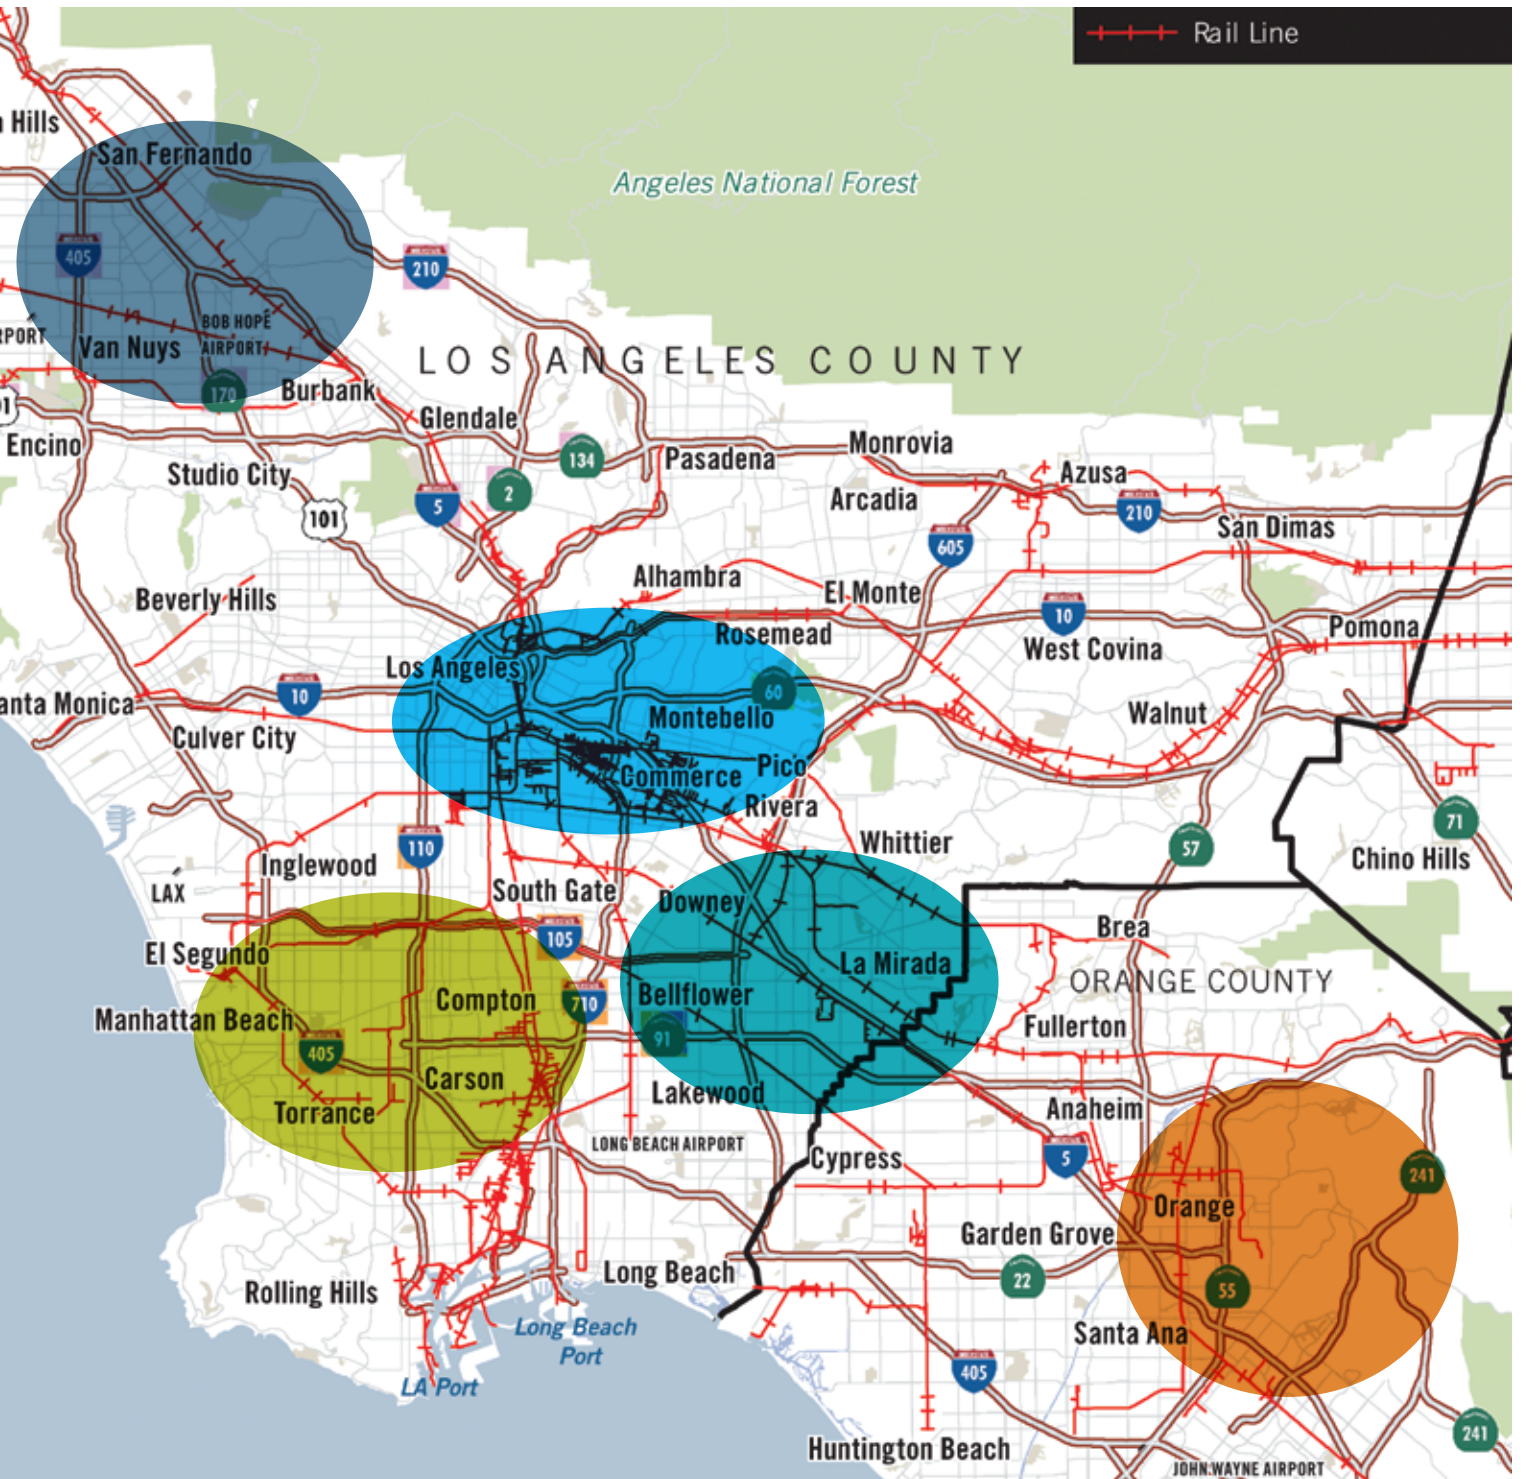 Rail Line
Hills
San Fernando
Angeles National Forest
405
210
BOB HOPE
AIRPORT
Van Nuys
LOS ANGELES COUNTY
170
Burbank
Glendale
Encino
134
Pasadena
Monrovia
Studio City
5
2
Arcadia
Azusa
101
210
San Dimas
605
Alhambra
El Monte
Beverly Hills
10
Rosemead
Pomona
West Covina
Los Angeles
10
60
anta Monica
Montebello
Walnut
Culver City
Commerce
Pico
Rivera
71
110
Whittier
57
Inglewood
Chino Hills
LAX
South Gate
Downey
105
Brea
El Segundo
La Mirada
ORANGE COUNTY
Compton
710
Bellflower
Manhattan Beach
91
Fullerton
405
Carson
Lakewood
Torrance
Anaheim
LONG BEACH AIRPORT
Cypress
5
241
Orange
Garden Grove
Long Beach
22
55
Rolling Hills
Santa Ana
Long Beach
Port
LA Port
405
241
Huntington Beach
JOHN WAYNE AIRPORT